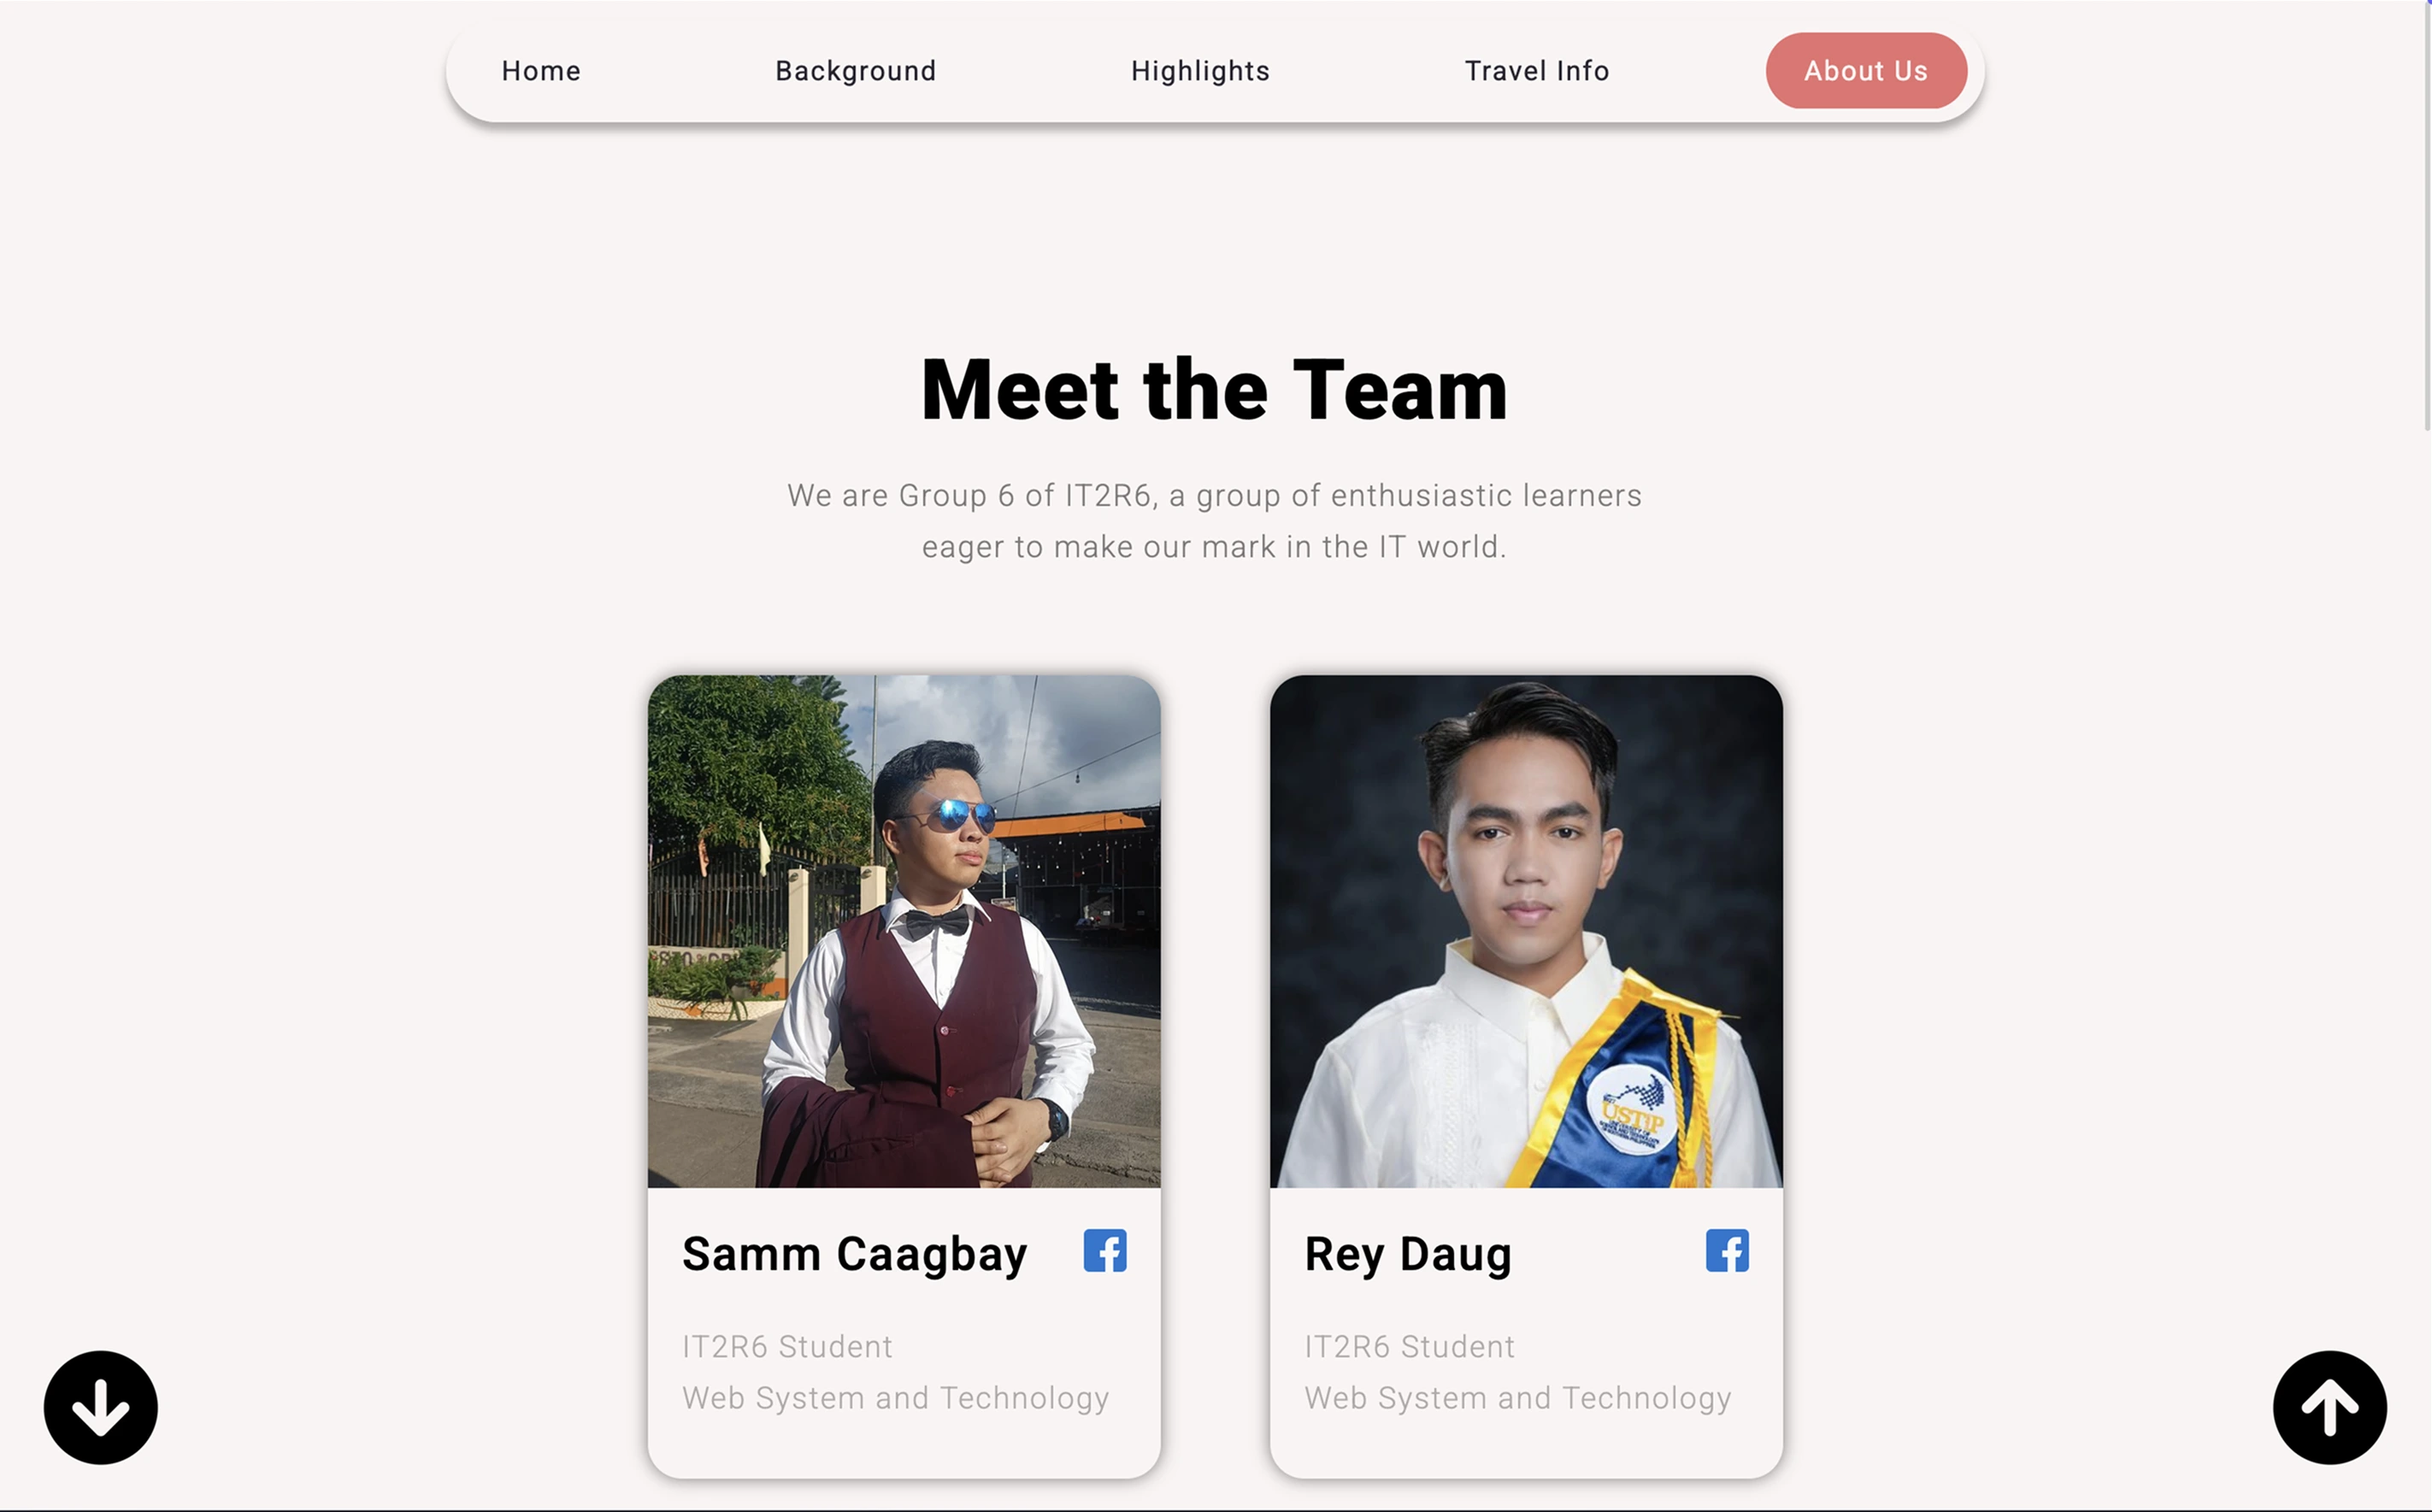 Home
Background
Highlights
Travel Info
About Us
Meet the Team
We are Group 6 of IT2R6, a group of enthusiastic learners
eager to make our mark in the IT world.
USTP
Samm Caagbay
IT2R6 Student
Web System and Technology
Rey Daug
IT2R6 Student
Web System and Technology